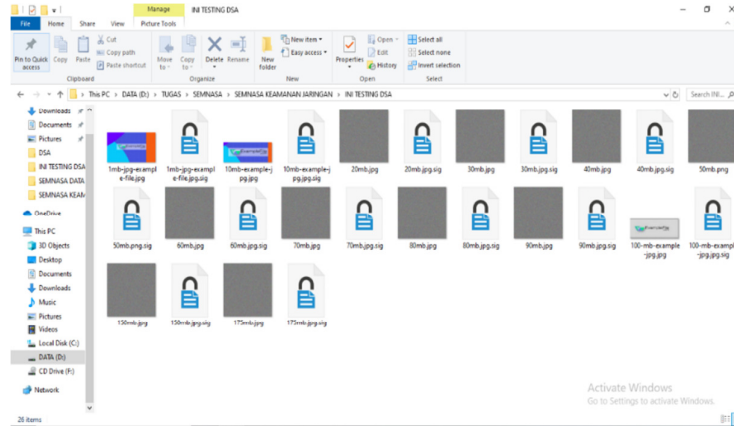 Manage
INI TESTING DSA
File
Home
Share
View
Picture Tools
Pin to Quick access
Copy
Paste
Cut
Copy path
Paste shortcut
Move to
Copy to
Delete
Rename
New folder
New item
Easy access
Properties
Open
Edit
History
Select all
Select none
Invert selection
Clipboard
Organize
New
Open
Select
This PC > DATA (D:) > TUGAS > SEMNASA > SEMNASA KEAMANAN JARINGAN > INI TESTING DSA
Search INI...
Downloads
Documents
Pictures
DSA
INI TESTING DSA
SEMNASA DATA
SEMNASA KEAM
OneDrive
This PC
3D Objects
Desktop
Documents
Downloads
Music
Pictures
Videos
Local Disk (C:)
DATA (D:)
CD Drive (F:)
Network
1mb-jpg-example-file.jpg
1mb-jpg-example-file.jpg.sig
10mb-example-jpg.jpg
10mb-example-jpg.jpg.sig
20mb.jpg
20mb.jpg.sig
30mb.jpg
30mb.jpg.sig
40mb.jpg
40mb.jpg.sig
50mb.png
50mb.png.sig
60mb.jpg
60mb.jpg.sig
70mb.jpg
70mb.jpg.sig
80mb.jpg
80mb.jpg.sig
90mb.jpg
90mb.jpg.sig
100-mb-example-jpg.jpg
100-mb-exampl
-jpg.jpg.sig
150mb.jpg
150mb.jpg.sig
175mb.jpg
175mb.jpg.sig
Activate Windows
Go to Settings to activate Windows.
26 items